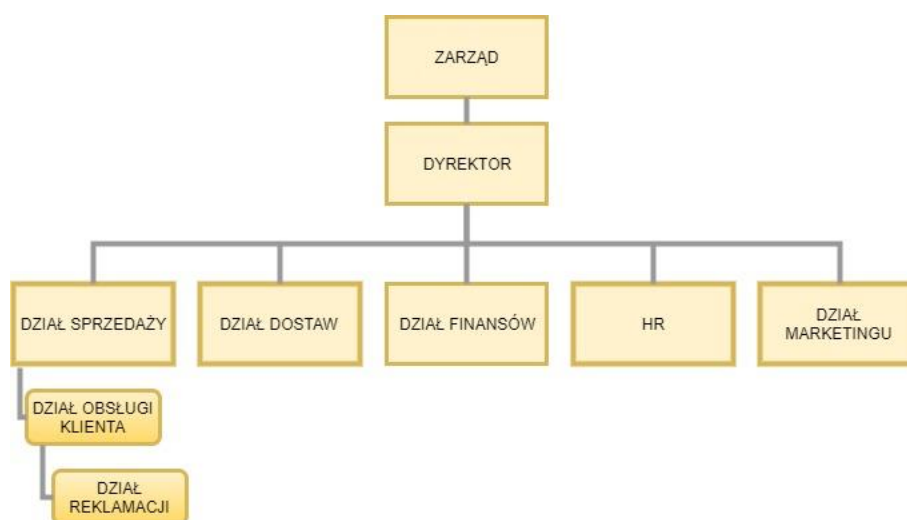 ZARZĄD
DYREKTOR
DZIAŁ SPRZEDAŻY
DZIAŁ DOSTAW
DZIAŁ FINANSÓW
HR
DZIAŁ
MARKETINGU
DZIAŁ OBSŁUGI
KLIENTA
DZIAŁ
REKLAMACJI